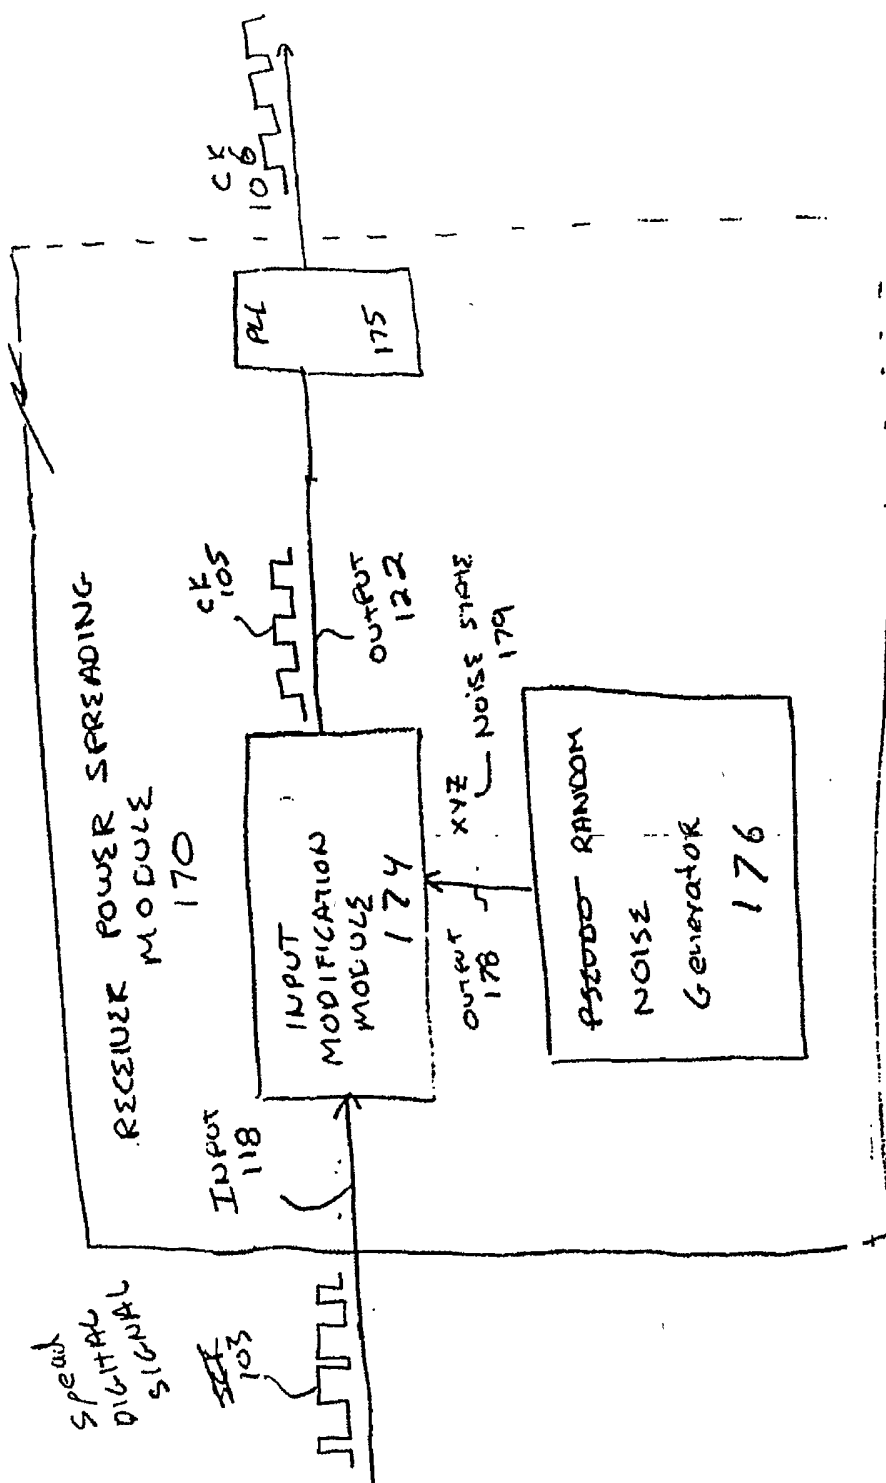 RECEIVER POWER SPREADING
MODULE
170
DIGITAL
SIGNAL
103
INPUT
118
INPUT
MODIFICATION
MODULE
174
CK
105
OUTPUT
122
OUTPUT
178
XYZ
NOISE STATE
179
PSEUDO RANDOM
NOISE
Generator
176
PLL
175
CK
106